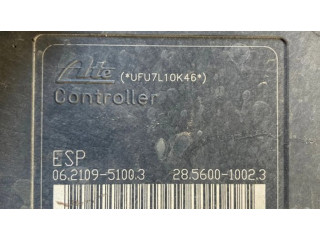 Ate (*UFU7L10K46*)
Controller
ESP
06.2109-5100.3 28.5600-1002.3